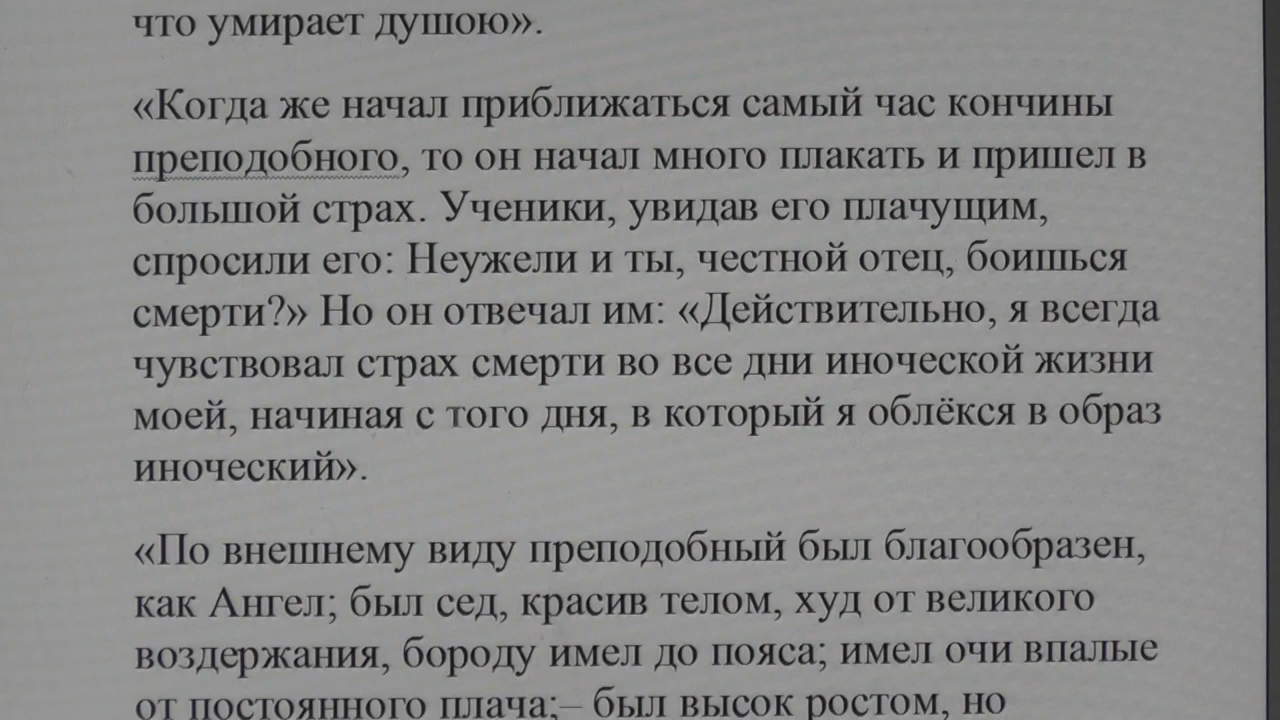 что умирает душою».
«Когда же начал приближаться самый час кончины
преподобного, то он начал много плакать и пришел в
большой страх. Ученики, увидав его плачущим,
спросили его: Неужели и ты, честной отец, боишься
смерти?» Но он отвечал им: «Действительно, я всегда
чувствовал страх смерти во все дни иноческой жизни
моей, начиная с того дня, в который я облёкся в образ
иноческий».
«По внешнему виду преподобный был благообразен,
как Ангел; был сед, красив телом, худ от великого
воздержания, бороду имел до пояса; имел очи впалые
от постоянного плача;– был высок ростом, но